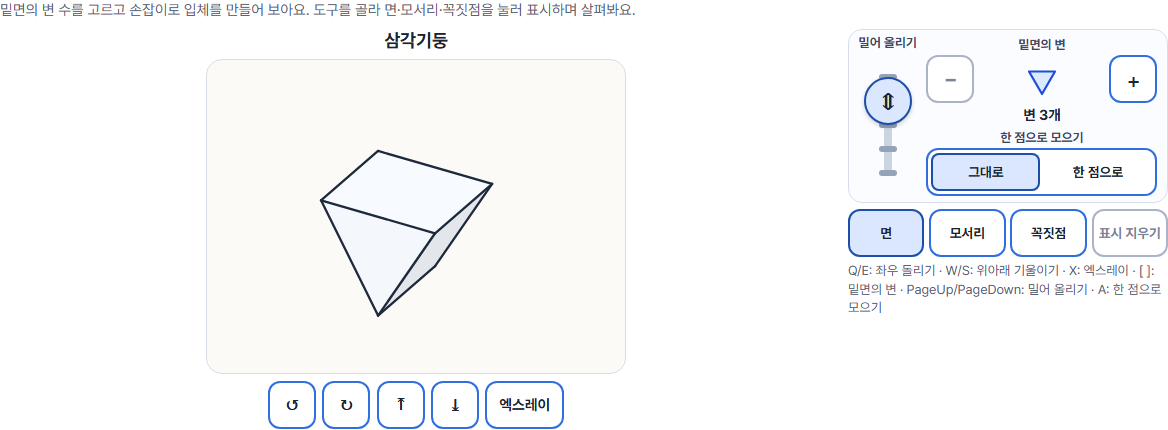 밑면의 변 수를 고르고 손잡이로 입체를 만들어 보아요. 도구를 골라 면·모서리·꼭짓점을 눌러 표시하며 살펴봐요.
삼각기둥
밀어 올리기
밑면의 변
−
+
변 3개
한 점으로 모으기
그대로
한 점으로
면
모서리
꼭짓점
표시 지우기
Q/E: 좌우 돌리기 · W/S: 위아래 기울이기 · X: 엑스레이 · [ ]:
밑면의 변 · PageUp/PageDown: 밀어 올리기 · A: 한 점으로
모으기
엑스레이